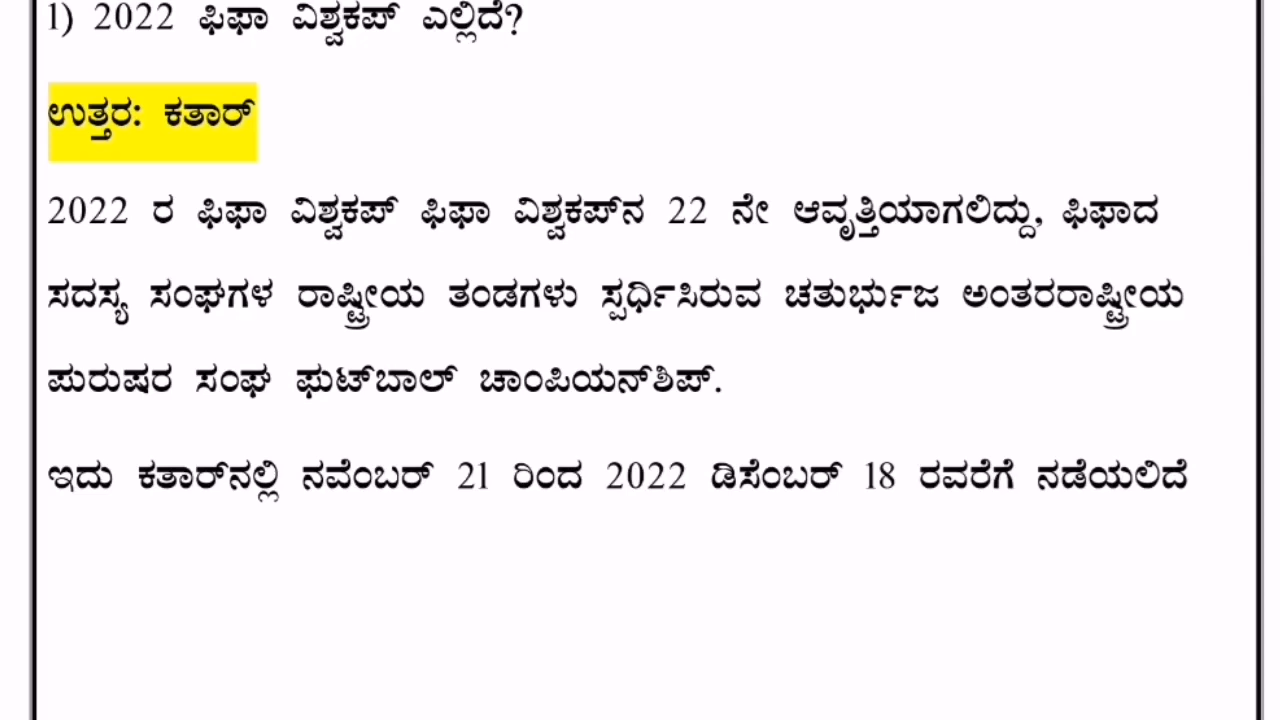 1) 2022 ಫಿಫಾ ವಿಶ್ವಕಪ್ ಎಲ್ಲಿದೆ?
ಉತ್ತರ: ಕತಾರ್
2022 ರ ಫಿಫಾ ವಿಶ್ವಕಪ್ ಫಿಫಾ ವಿಶ್ವಕಪ್‌ನ 22 ನೇ ಆವೃತ್ತಿಯಾಗಲಿದ್ದು, ಫಿಫಾದ
ಸದಸ್ಯ ಸಂಘಗಳ ರಾಷ್ಟ್ರೀಯ ತಂಡಗಳು ಸ್ಪರ್ಧಿಸಿರುವ ಚತುರ್ಭುಜ ಅಂತರರಾಷ್ಟ್ರೀಯ
ಪುರುಷರ ಸಂಘ ಫುಟ್‌ಬಾಲ್ ಚಾಂಪಿಯನ್‌ಶಿಪ್.
ಇದು ಕತಾರ್‌ನಲ್ಲಿ ನವೆಂಬರ್ 21 ರಿಂದ 2022 ಡಿಸೆಂಬರ್ 18 ರವರೆಗೆ ನಡೆಯಲಿದೆ